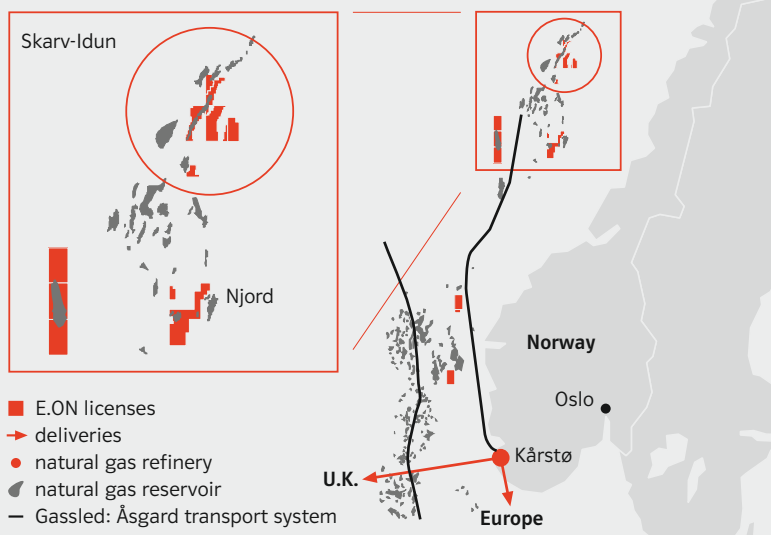 Skarv-Idun
Njord
Norway
Oslo
Kårstø
U.K.
Europe
E.ON licenses
deliveries
natural gas refinery
natural gas reservoir
Gassled: Åsgard transport system